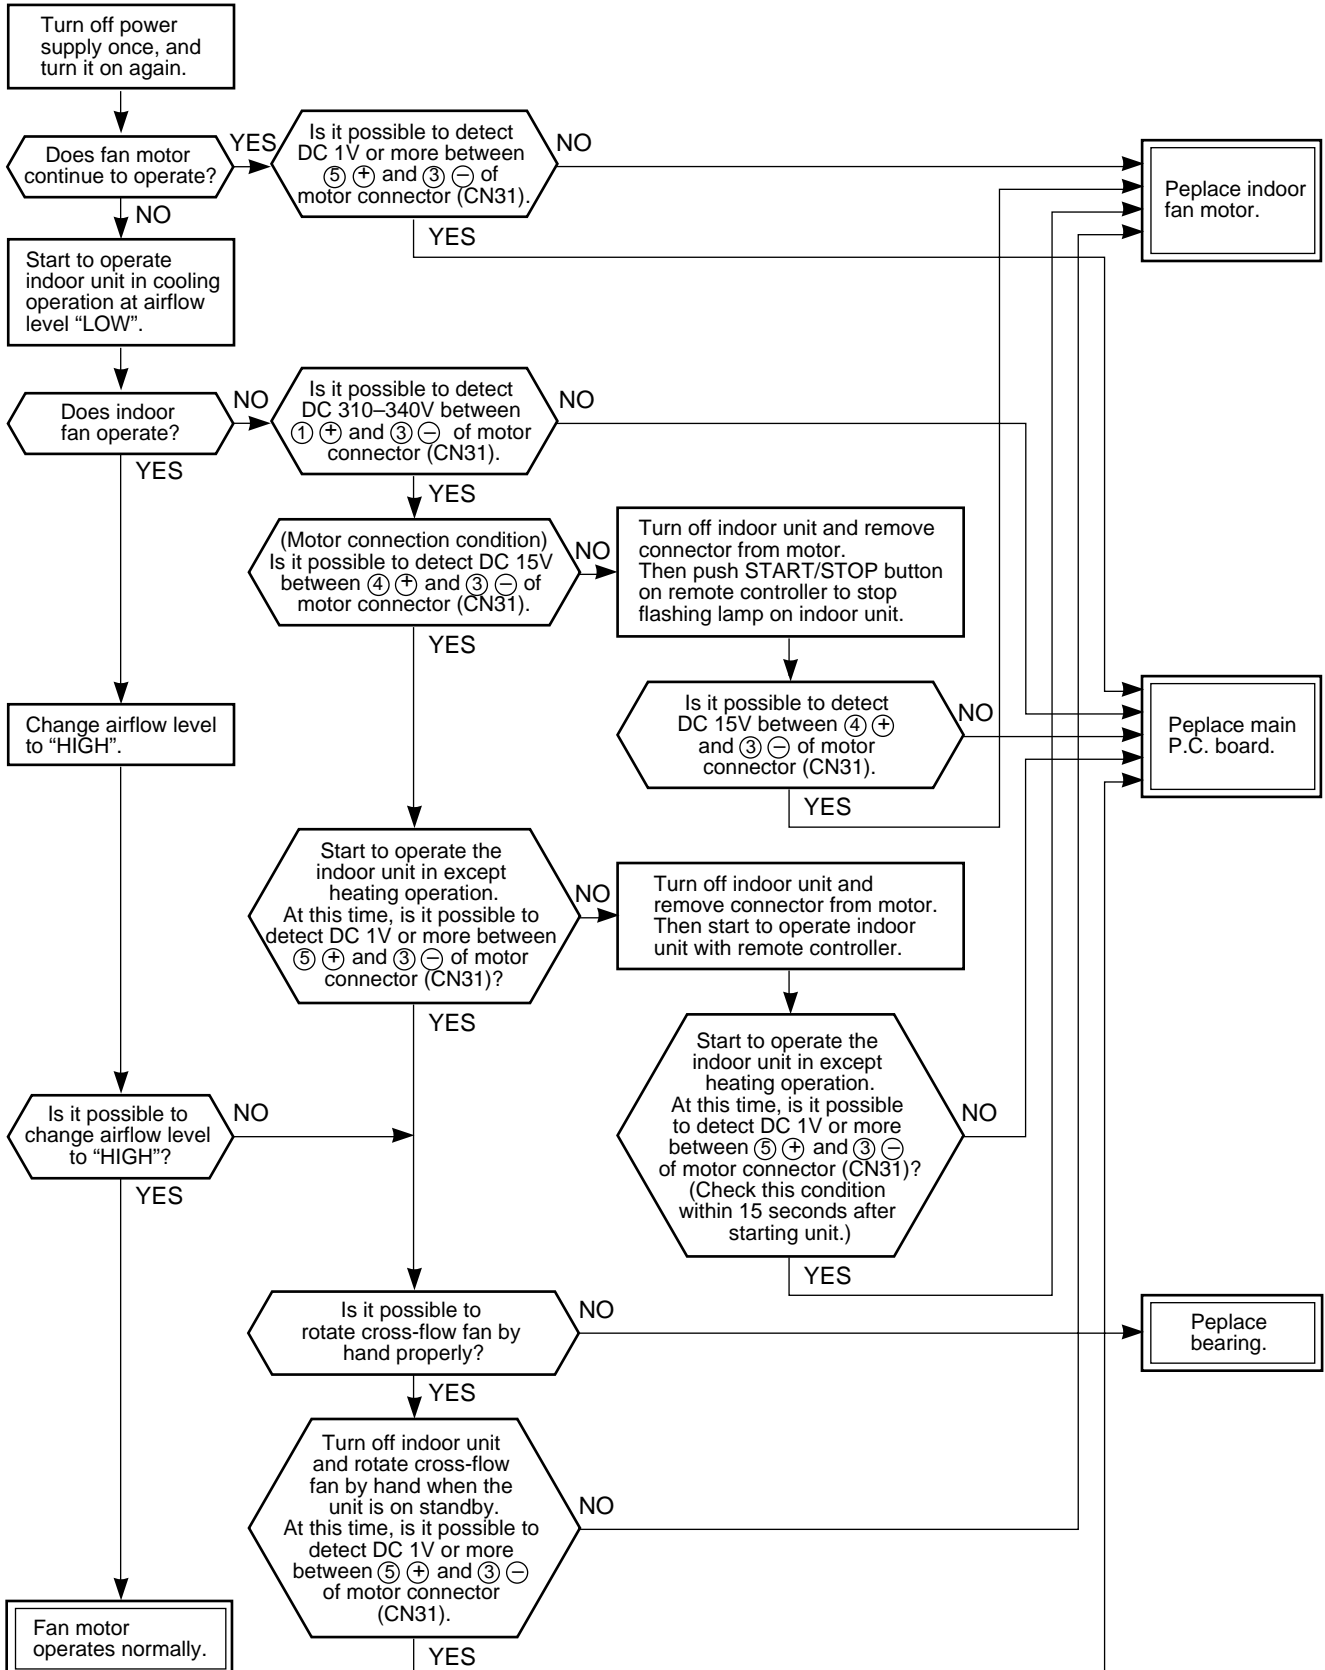 Turn off power
supply once, and
turn it on again.
Does fan motor
continue to operate?
YES
Is it possible to detect
DC 1V or more between
⑤ ⊕ and ③ ⊖ of
motor connector (CN31).
NO
Peplace indoor
fan motor.
NO
YES
Start to operate
indoor unit in cooling
operation at airflow
level “LOW”.
Does indoor
fan operate?
NO
Is it possible to detect
DC 310–340V between
① ⊕ and ③ ⊖ of motor
connector (CN31).
NO
YES
YES
(Motor connection condition)
Is it possible to detect DC 15V
between ④ ⊕ and ③ ⊖ of
motor connector (CN31).
NO
Turn off indoor unit and remove
connector from motor.
Then push START/STOP button
on remote controller to stop
flashing lamp on indoor unit.
YES
Change airflow level
to “HIGH”.
Is it possible to detect
DC 15V between ④ ⊕
and ③ ⊖ of motor
connector (CN31).
NO
Peplace main
P.C. board.
YES
Start to operate the
indoor unit in except
heating operation.
At this time, is it possible to
detect DC 1V or more between
⑤ ⊕ and ③ ⊖ of motor
connector (CN31)?
NO
Turn off indoor unit and
remove connector from motor.
Then start to operate indoor
unit with remote controller.
YES
Start to operate the
indoor unit in except
heating operation.
At this time, is it possible
to detect DC 1V or more
between ⑤ ⊕ and ③ ⊖
of motor connector (CN31)?
(Check this condition
within 15 seconds after
starting unit.)
NO
YES
Is it possible to
change airflow level
to “HIGH”?
NO
YES
Is it possible to
rotate cross-flow fan by
hand properly?
NO
Peplace
bearing.
YES
Turn off indoor unit
and rotate cross-flow
fan by hand when the
unit is on standby.
At this time, is it possible to
detect DC 1V or more
between ⑤ ⊕ and ③ ⊖
of motor connector
(CN31).
NO
YES
Fan motor
operates normally.